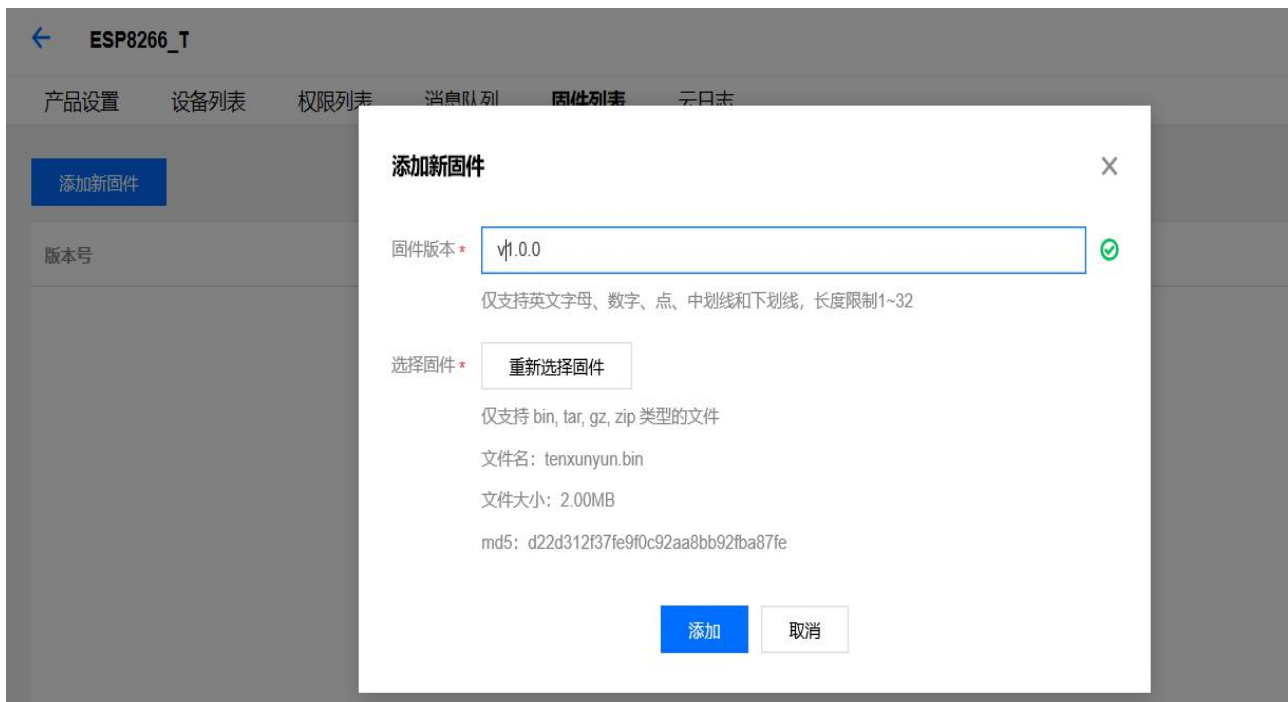 ESP8266_T
产品设置 设备列表 权限列表 消息队列 固件列表 云日志
添加新固件
版本号
添加新固件
固件版本 * v1.0.0
仅支持英文字母、数字、点、中划线和下划线，长度限制1~32
选择固件 * 重新选择固件
仅支持 bin, tar, gz, zip 类型的文件
文件名：tenxunyun.bin
文件大小：2.00MB
md5：d22d312f37fe9f0c92aa8bb92fba87fe
添加 取消